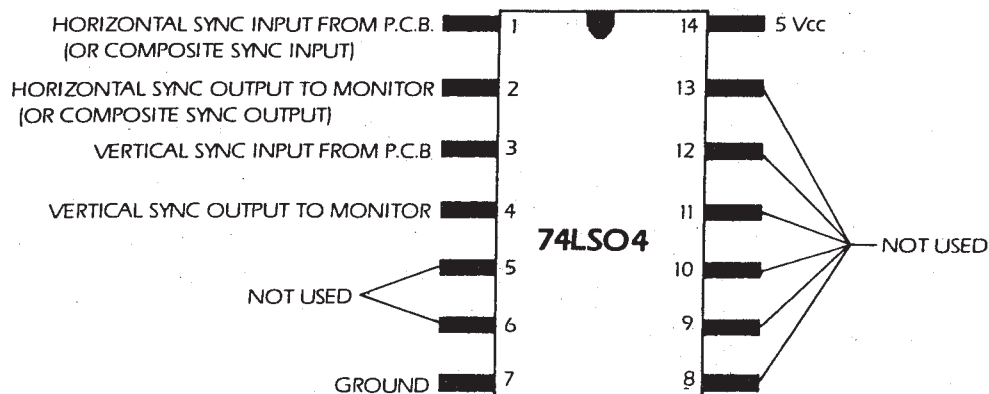 HORIZONTAL SYNC INPUT FROM P.C.B.
(OR COMPOSITE SYNC INPUT)
1
14
5 Vcc
HORIZONTAL SYNC OUTPUT TO MONITOR
(OR COMPOSITE SYNC OUTPUT)
2
13
VERTICAL SYNC INPUT FROM P.C.B
3
12
VERTICAL SYNC OUTPUT TO MONITOR
4
11
74LSO4
NOT USED
5
10
NOT USED
6
9
GROUND
7
8